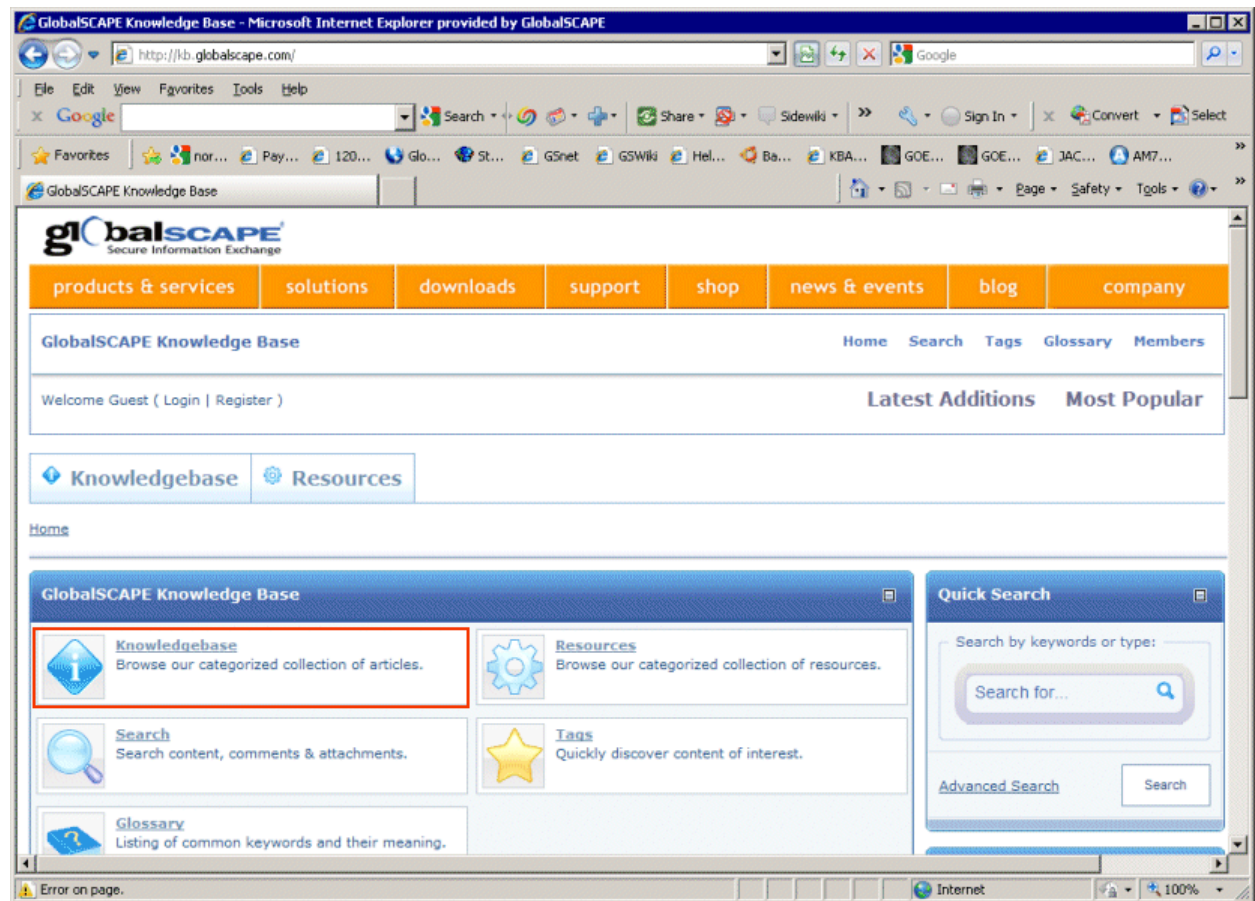 GlobalSCAPE Knowledge Base - Microsoft Internet Explorer provided by GlobalSCAPE
http://kb.globalscape.com/
Google
File Edit View Favorites Tools Help
x Google Search Share Sidewiki » Sign In x Convert Select
Favorites nor... Pay... 120... Glo... St... GSnet GSWiki Hel... Ba... KBA... GOE... GOE... JAC... AM7... »
GlobalSCAPE Knowledge Base Page Safety Tools »
globalSCAPE
Secure Information Exchange
products & services solutions downloads support shop news & events blog company
GlobalSCAPE Knowledge Base Home Search Tags Glossary Members
Welcome Guest ( Login | Register ) Latest Additions Most Popular
Knowledgebase Resources
Home
GlobalSCAPE Knowledge Base
Quick Search
Knowledgebase
Browse our categorized collection of articles.
Resources
Browse our categorized collection of resources.
Search by keywords or type:
Search for...
Search
Search content, comments & attachments.
Tags
Quickly discover content of interest.
Advanced Search Search
Glossary
Listing of common keywords and their meaning.
Error on page. Internet 100%